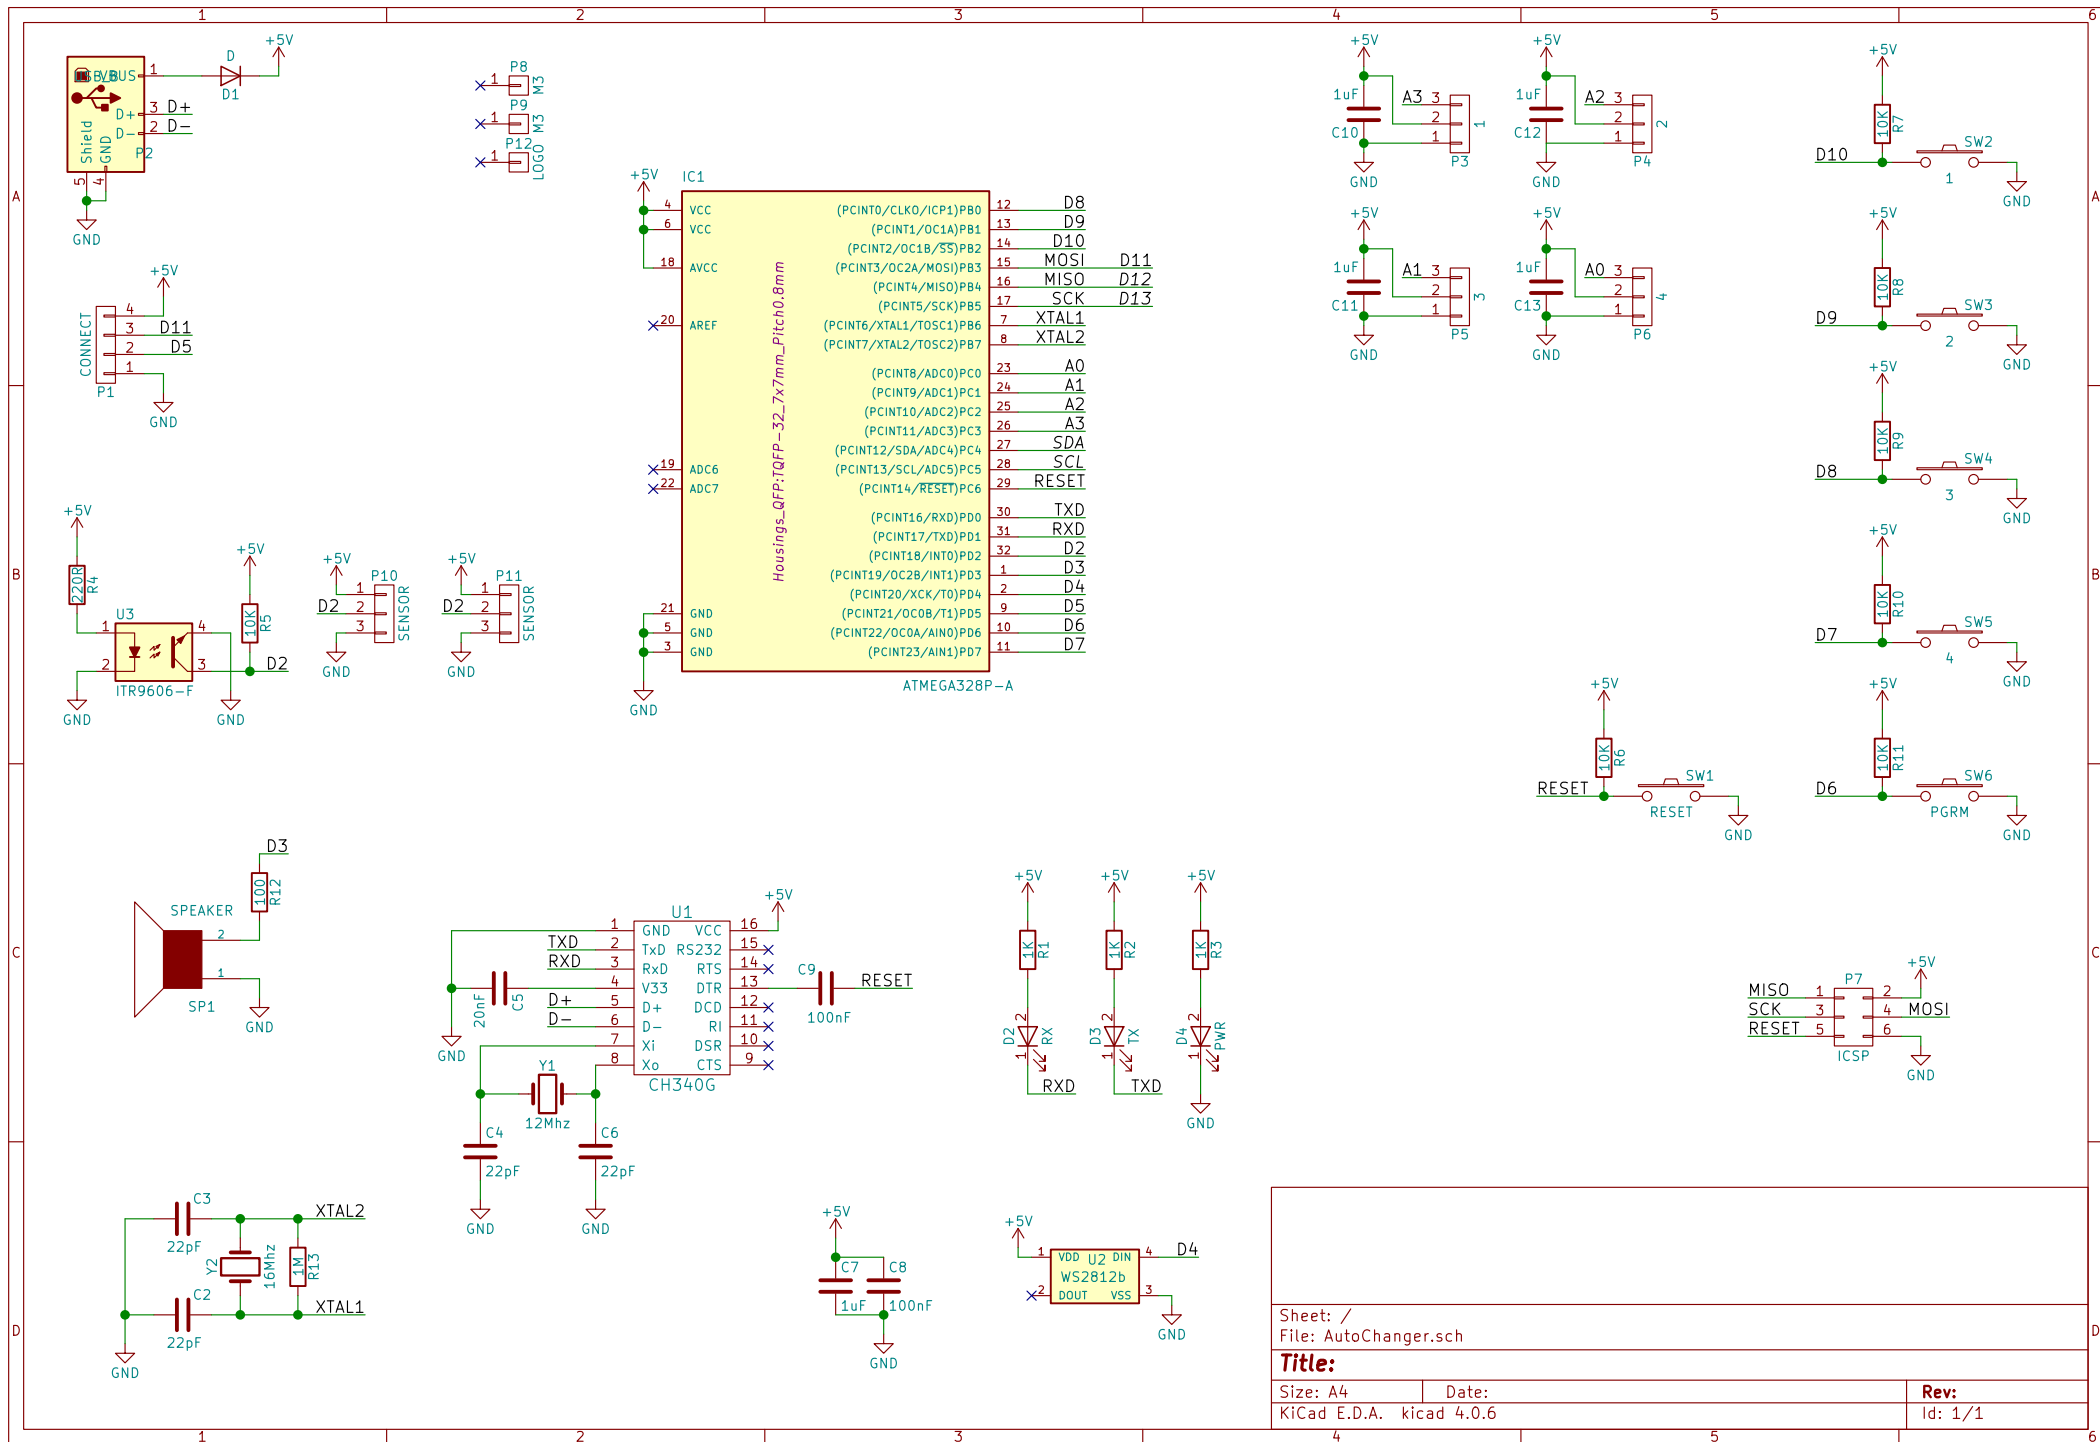 1 2 3 4 5 6
A B C D
+5V
D
D1
USB_B
VBUS 1
D+ 3 D+
D- 2 D-
Shield
GND
P2
5 4
GND
P8
1 M3
P9
1 M3
P12
1 LOGO
+5V
CONNECT
4
3 D11
2 D5
1
P1
GND
+5V
220R R4
U3
1 4
2 3
ITR9606-F
GND
GND
+5V
10K R5
D2
+5V
P10
1
D2 2
3
SENSOR
GND
+5V
P11
1
D2 2
3
SENSOR
GND
+5V
IC1
4 VCC
6 VCC
18 AVCC
20 AREF
19 ADC6
22 ADC7
21 GND
5 GND
3 GND
GND
Housings_QFP:TQFP-32_7x7mm_Pitch0.8mm
(PCINT0/CLKO/ICP1)PB0 12 D8
(PCINT1/OC1A)PB1 13 D9
(PCINT2/OC1B/SS)PB2 14 D10
(PCINT3/OC2A/MOSI)PB3 15 MOSI D11
(PCINT4/MISO)PB4 16 MISO D12
(PCINT5/SCK)PB5 17 SCK D13
(PCINT6/XTAL1/TOSC1)PB6 7 XTAL1
(PCINT7/XTAL2/TOSC2)PB7 8 XTAL2
(PCINT8/ADC0)PC0 23 A0
(PCINT9/ADC1)PC1 24 A1
(PCINT10/ADC2)PC2 25 A2
(PCINT11/ADC3)PC3 26 A3
(PCINT12/SDA/ADC4)PC4 27 SDA
(PCINT13/SCL/ADC5)PC5 28 SCL
(PCINT14/RESET)PC6 29 RESET
(PCINT16/RXD)PD0 30 TXD
(PCINT17/TXD)PD1 31 RXD
(PCINT18/INT0)PD2 32 D2
(PCINT19/OC2B/INT1)PD3 1 D3
(PCINT20/XCK/T0)PD4 2 D4
(PCINT21/OC0B/T1)PD5 9 D5
(PCINT22/OC0A/AIN0)PD6 10 D6
(PCINT23/AIN1)PD7 11 D7
ATMEGA328P-A
+5V
1uF
C10
GND
A3 3
2
1
1
P3
+5V
1uF
C12
GND
A2 3
2
1
2
P4
+5V
1uF
C11
GND
A1 3
2
1
3
P5
+5V
1uF
C13
GND
A0 3
2
1
4
P6
+5V
10K R7
D10
SW2
1
GND
+5V
10K R8
D9
SW3
2
GND
+5V
10K R9
D8
SW4
3
GND
+5V
10K R10
D7
SW5
4
GND
+5V
10K R6
RESET
SW1
RESET
GND
+5V
10K R11
D6
SW6
PGRM
GND
D3
100 R12
SPEAKER
2
1
SP1
GND
U1
1 GND VCC 16 +5V
TXD 2 TxD RS232 15
RXD 3 RxD RTS 14
4 V33 DTR 13
D+ 5 D+ DCD 12
D- 6 D- RI 11
7 Xi DSR 10
8 Xo CTS 9
CH340G
20nF C5
GND
C9
100nF
RESET
Y1
12Mhz
C4
22pF
GND
C6
22pF
GND
+5V
1K R1
D2 2 RX
1
RXD
+5V
1K R2
D3 2 TX
1
TXD
+5V
1K R3
D4 2 PWR
1
GND
P7
MISO 1 2 +5V
SCK 3 4 MOSI
RESET 5 6
ICSP
GND
C3
22pF
XTAL2
Y2 16Mhz
1M R13
C2
22pF
XTAL1
GND
+5V
C7
1uF
C8
100nF
GND
+5V
1 VDD U2 DIN 4 D4
WS2812b
2 DOUT VSS 3
GND
Sheet: /
File: AutoChanger.sch
Title:
Size: A4 Date: Rev:
KiCad E.D.A. kicad 4.0.6 Id: 1/1
A B C D
1 2 3 4 5 6